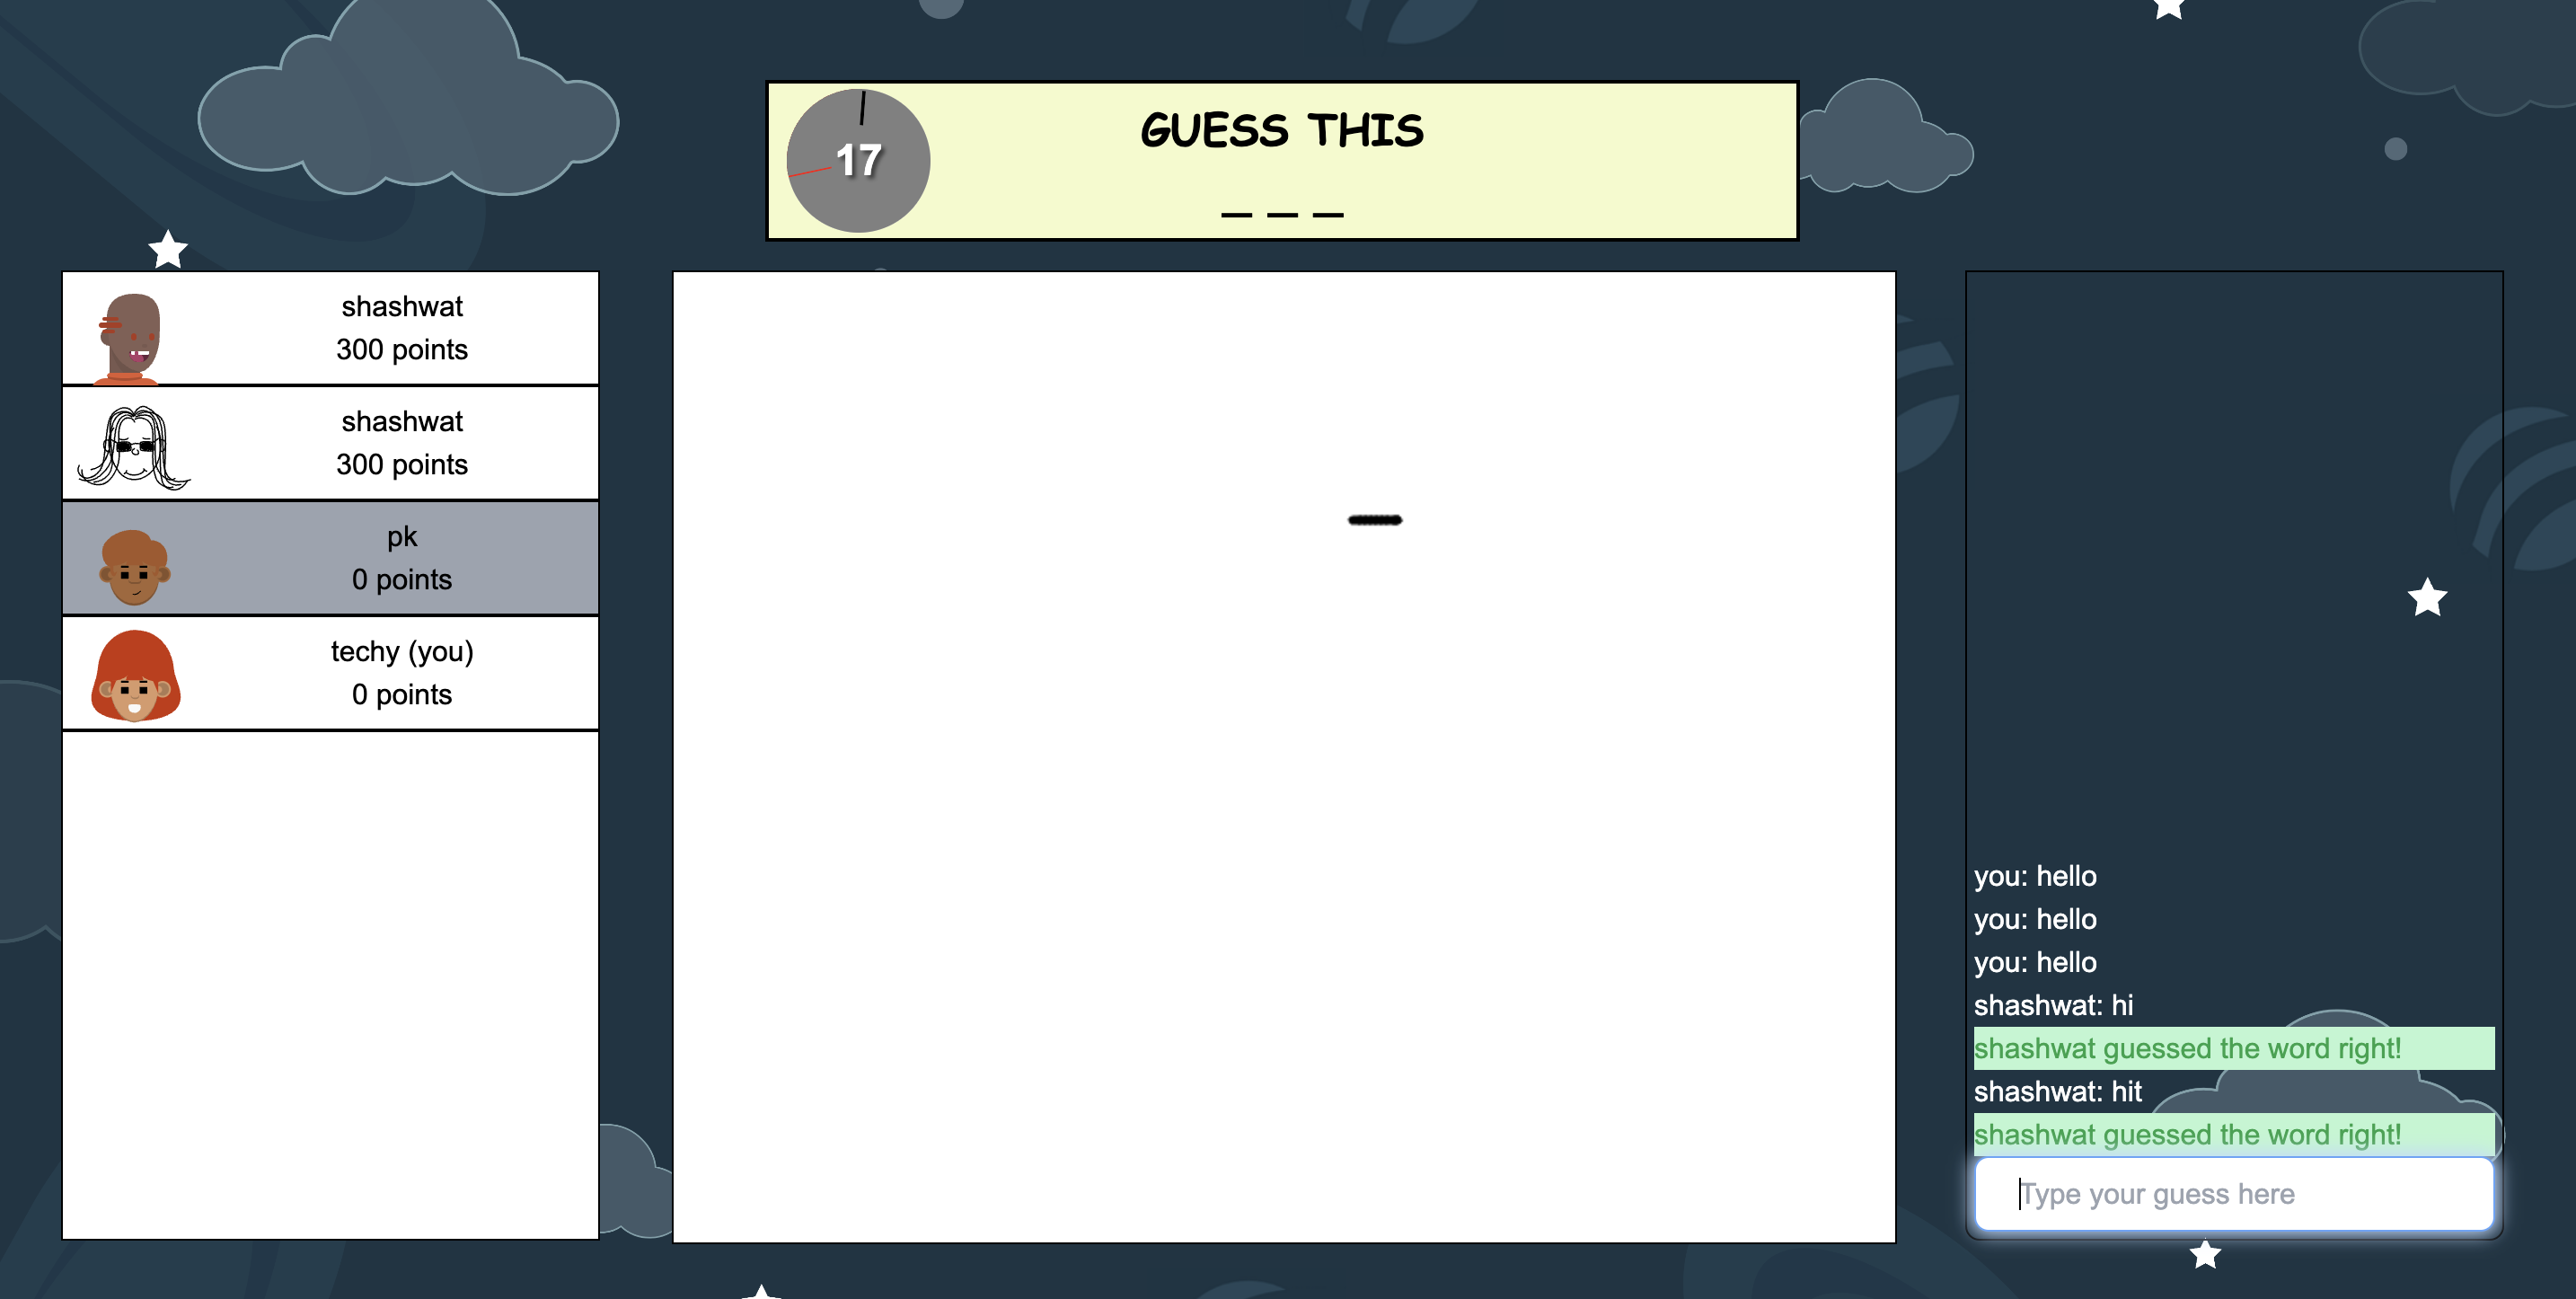 GUESS THIS
17
_ _ _
shashwat
300 points
shashwat
300 points
pk
0 points
techy (you)
0 points
you: hello
you: hello
you: hello
shashwat: hi
shashwat guessed the word right!
shashwat: hit
shashwat guessed the word right!
Type your guess here